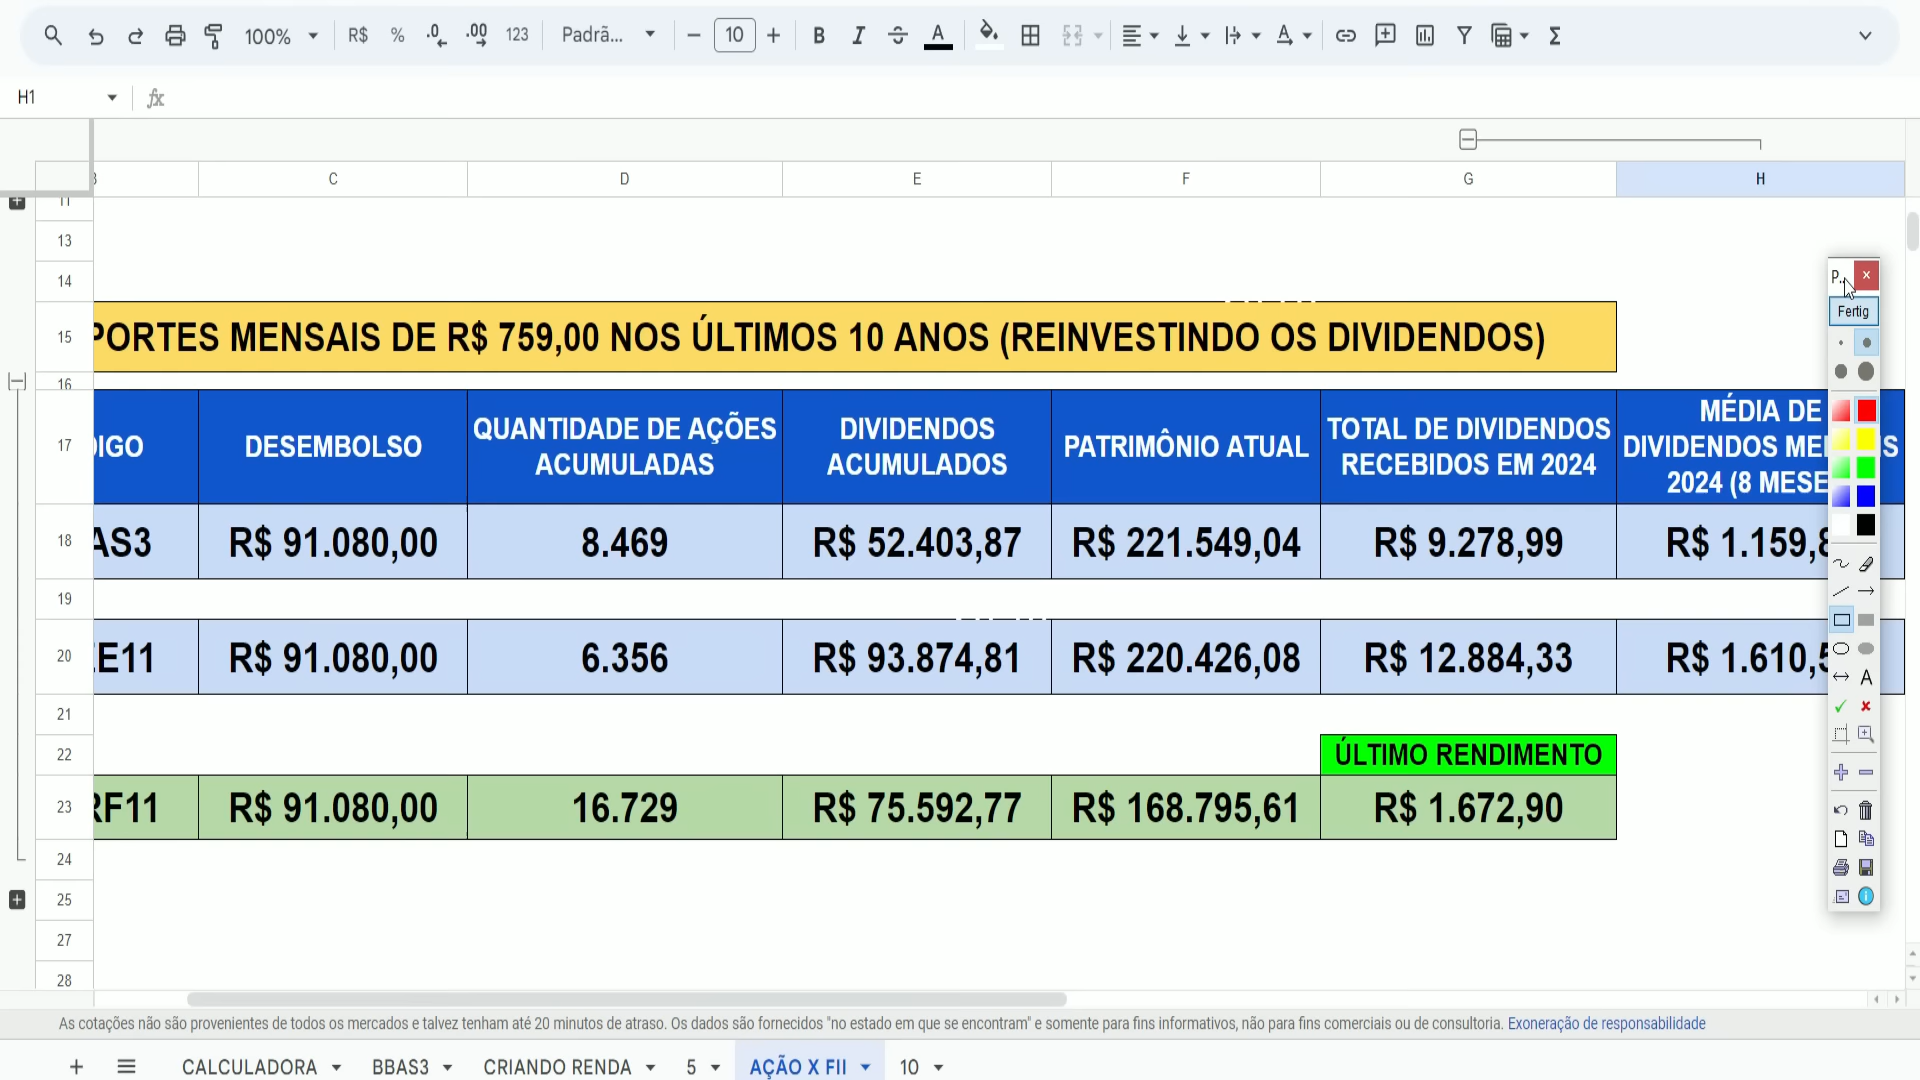 100% R$ % .0 .00 123 Padrã... 10 B I A A Σ
H1 fx
C D E F G H
11
13
14
P...
Fertig
15 PORTES MENSAIS DE R$ 759,00 NOS ÚLTIMOS 10 ANOS (REINVESTINDO OS DIVIDENDOS)
16
17
DIGO
DESEMBOLSO
QUANTIDADE DE AÇÕES
ACUMULADAS
DIVIDENDOS
ACUMULADOS
PATRIMÔNIO ATUAL
TOTAL DE DIVIDENDOS
RECEBIDOS EM 2024
MÉDIA DE
DIVIDENDOS ME IS
2024 (8 MESE
18 AS3 R$ 91.080,00 8.469 R$ 52.403,87 R$ 221.549,04 R$ 9.278,99 R$ 1.159,8
19
20 E11 R$ 91.080,00 6.356 R$ 93.874,81 R$ 220.426,08 R$ 12.884,33 R$ 1.610,5
A
21
22 ÚLTIMO RENDIMENTO
23 RF11 R$ 91.080,00 16.729 R$ 75.592,77 R$ 168.795,61 R$ 1.672,90
24
25
27
28
As cotações não são provenientes de todos os mercados e talvez tenham até 20 minutos de atraso. Os dados são fornecidos "no estado em que se encontram" e somente para fins informativos, não para fins comerciais ou de consultoria. Exoneração de responsabilidade
+ CALCULADORA BBAS3 CRIANDO RENDA 5 AÇÃO X FII 10